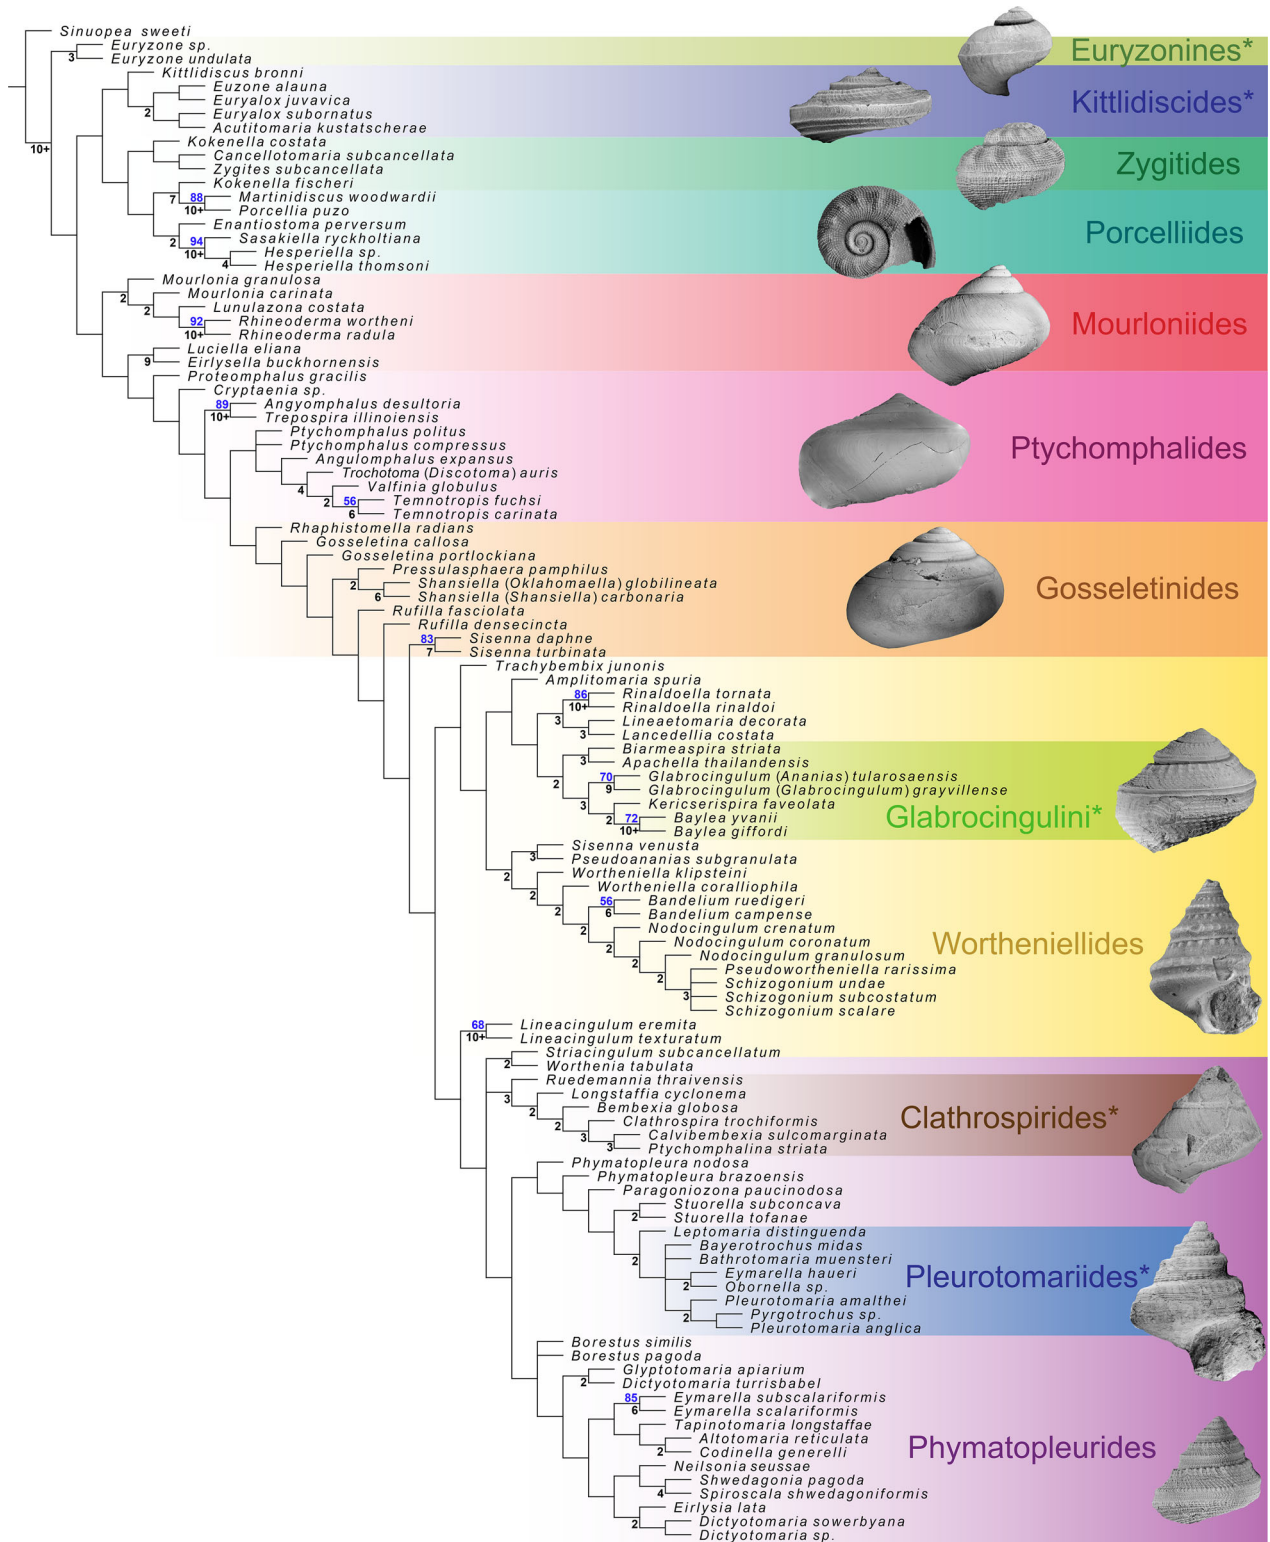 Sinuopea sweeti
Euryzone sp.
3
Euryzone undulata
Euryzonines*
Kittlidiscus bronni
Euzone alauna
2
Euryalox juvavica
Kittlidiscides*
Euryalox subornatus
Acutitomaria kustatscherae
10+
Kokenella costata
Cancellotomaria subcancellata
Zygites subcancellata
Zygitides
Kokenella fischeri
7
88
Martinidiscus woodwardii
10+
Porcellia puzo
Enantiostoma perversum
Porcelliides
2
94
Sasakiella ryckholtiana
10+
Hesperiella sp.
4
Hesperiella thomsoni
Mourlonia granulosa
2
Mourlonia carinata
2
Lunulazona costata
92
Rhineoderma wortheni
Mourloniides
10+
Rhineoderma radula
Luciella eliana
9
Eirlysella buckhornensis
Proteomphalus gracilis
Cryptaenia sp.
89
Angyomphalus desultoria
10+
Trepospira illinoiensis
Ptychomphalus politus
Ptychomphalus compressus
Ptychomphalides
Angulomphalus expansus
Trochotoma (Discotoma) auris
4
Valfinia globulus
2
56
Temnotropis fuchsi
6
Temnotropis carinata
Rhaphistomella radians
Gosseletina callosa
Gosseletina portlockiana
Pressulasphaera pamphilus
2
Shansiella (Oklahomaella) globilineata
Gosseletinides
6
Shansiella (Shansiella) carbonaria
Rufilla fasciolata
Rufilla densecincta
83
Sisenna daphne
7
Sisenna turbinata
Trachybembix junonis
Amplitomaria spuria
86
Rinaldoella tornata
10+
Rinaldoella rinaldoi
3
Lineaetomaria decorata
3
Lancedellia costata
Biarmeaspira striata
3
Apachella thailandensis
2
70
Glabrocingulum (Ananias) tularosaensis
9
Glabrocingulum (Glabrocingulum) grayvillense
3
Kericserispira faveolata
2
72
Baylea yvanii
Glabrocingulini*
10+
Baylea giffordi
Sisenna venusta
3
Pseudoananias subgranulata
2
Wortheniella klipsteini
2
Wortheniella coralliophila
56
Bandelium ruedigeri
2
6
Bandelium campense
2
Nodocingulum crenatum
2
Nodocingulum coronatum
Wortheniellides
2
Nodocingulum granulosum
2
Pseudowortheniella rarissima
Schizogonium undae
3
Schizogonium subcostatum
Schizogonium scalare
68
Lineacingulum eremita
10+
Lineacingulum texturatum
Striacingulum subcancellatum
2
Worthenia tabulata
Ruedemannia thraivensis
3
Longstaffia cyclonema
2
Bembexia globosa
2
Clathrospira trochiformis
Clathrospirides*
3
Calvibembexia sulcomarginata
3
Ptychomphalina striata
Phymatopleura nodosa
Phymatopleura brazoensis
Paragoniozona paucinodosa
Stuorella subconcava
2
Stuorella tofanae
Leptomaria distinguenda
Bayerotrochus midas
2
Bathrotomaria muensteri
Eymarella haueri
Pleurotomariides*
2
Obornella sp.
Pleurotomaria amalthei
2
Pyrgotrochus sp.
Pleurotomaria anglica
Borestus similis
Borestus pagoda
Glyptotomaria apiarium
2
Dictyotomaria turrisbabel
85
Eymarella subscalariformis
6
Eymarella scalariformis
Tapinotomaria longstaffae
Altotomaria reticulata
Phymatopleurides
2
Codinella generelli
Neilsonia seussae
Shwedagonia pagoda
4
Spiroscala shwedagoniformis
Eirlysia lata
2
Dictyotomaria sowerbyana
Dictyotomaria sp.